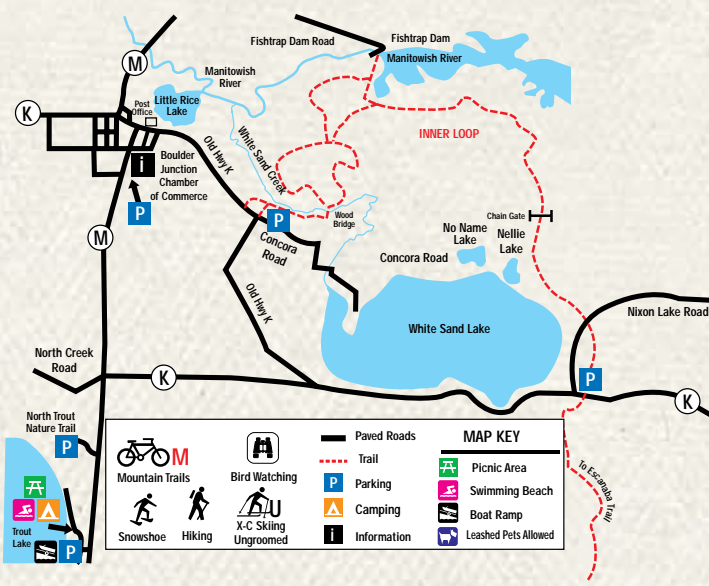 Fishtrap Dam Road
Fishtrap Dam
Manitowish River
M
Manitowish
River
K
Post
Office
Little Rice
Lake
INNER LOOP
Old Hwy K
White Sand Creek
i
Boulder
Junction
Chamber
of Commerce
P
P
Wood
Bridge
Chain Gate
No Name
Lake
Nellie
Lake
M
Concora
Road
Concora Road
Old Hwy K
White Sand Lake
Nixon Lake Road
North Creek
Road
K
P
K
North Trout
Nature Trail
P
To Escanaba Trail
Trout
Lake
P
M
Mountain Trails
Bird Watching
Snowshoe
Hiking
U
X-C Skiing
Ungroomed
Paved Roads
Trail
P Parking
Camping
i Information
MAP KEY
Picnic Area
Swimming Beach
Boat Ramp
Leashed Pets Allowed